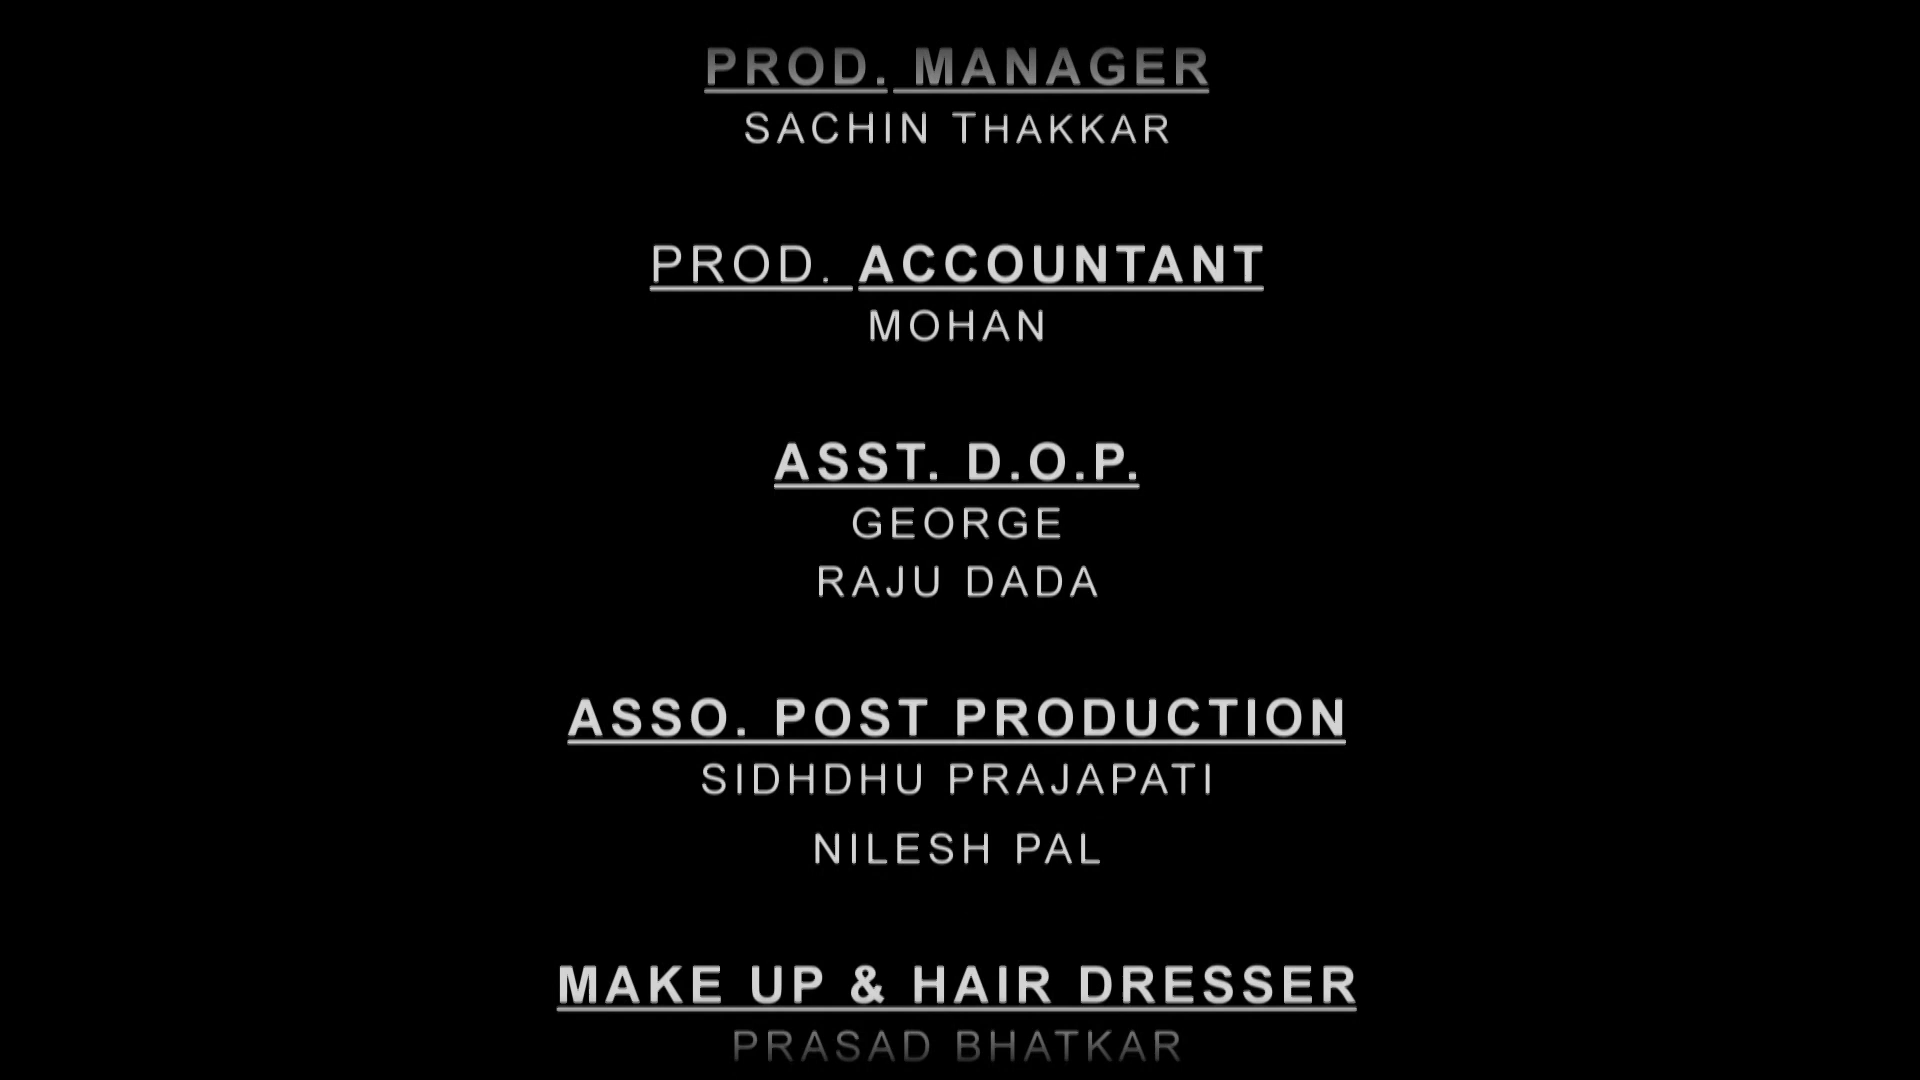 PROD. MANAGER
SACHIN THAKKAR
PROD. ACCOUNTANT
MOHAN
ASST. D.O.P.
GEORGE
RAJU DADA
ASSO. POST PRODUCTION
SIDHDHU PRAJAPATI
NILESH PAL
MAKE UP & HAIR DRESSER
PRASAD BHATKAR